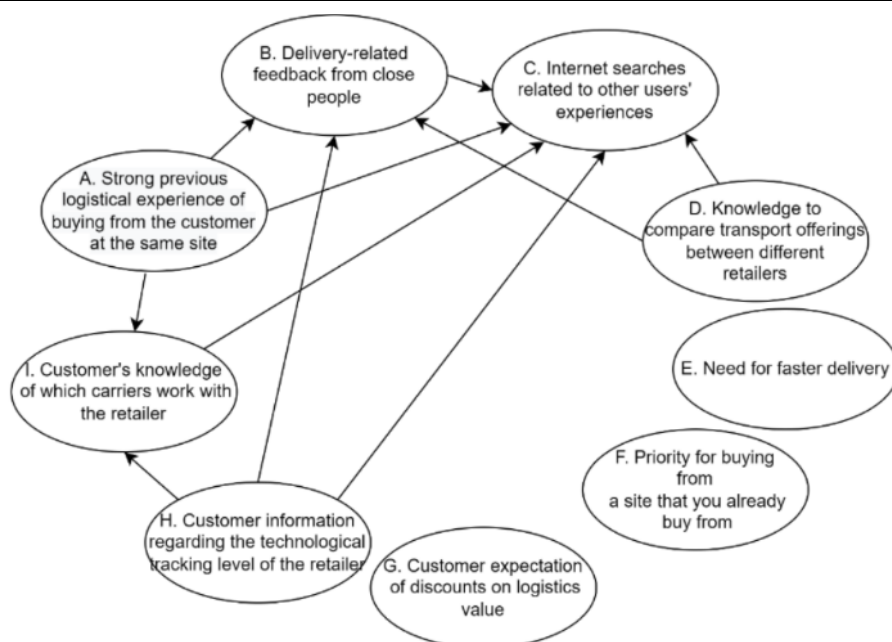 B. Delivery-related
feedback from close
people
C. Internet searches
related to other users'
experiences
A. Strong previous
logistical experience of
buying from the customer
at the same site
D. Knowledge to
compare transport offerings
between different
retailers
I. Customer's knowledge
of which carriers work with
the retailer
E. Need for faster delivery
F. Priority for buying
from
a site that you already
buy from
H. Customer information
regarding the technological
tracking level of the retailer
G. Customer expectation
of discounts on logistics
value